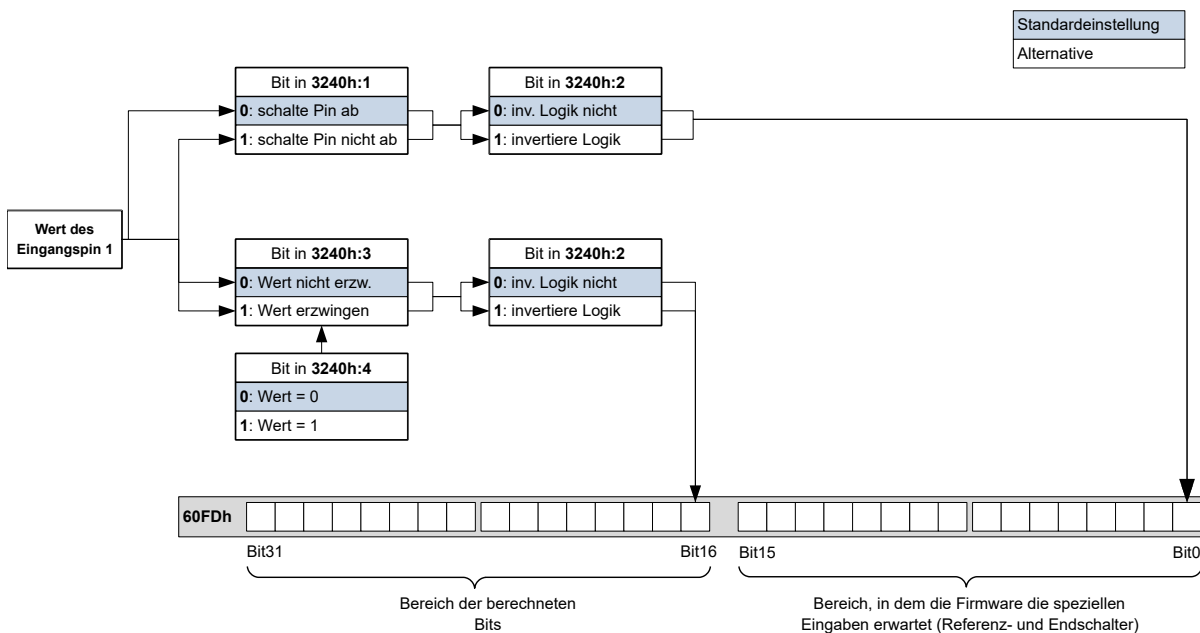 Standardeinstellung
Alternative
Bit in 3240h:1
0: schalte Pin ab
1: schalte Pin nicht ab
Bit in 3240h:2
0: inv. Logik nicht
1: invertiere Logik
Wert des
Eingangspin 1
Bit in 3240h:3
0: Wert nicht erzw.
1: Wert erzwingen
Bit in 3240h:2
0: inv. Logik nicht
1: invertiere Logik
Bit in 3240h:4
0: Wert = 0
1: Wert = 1
60FDh
Bit31
Bit16
Bit15
Bit0
Bereich der berechneten
Bits
Bereich, in dem die Firmware die speziellen
Eingaben erwartet (Referenz- und Endschalter)